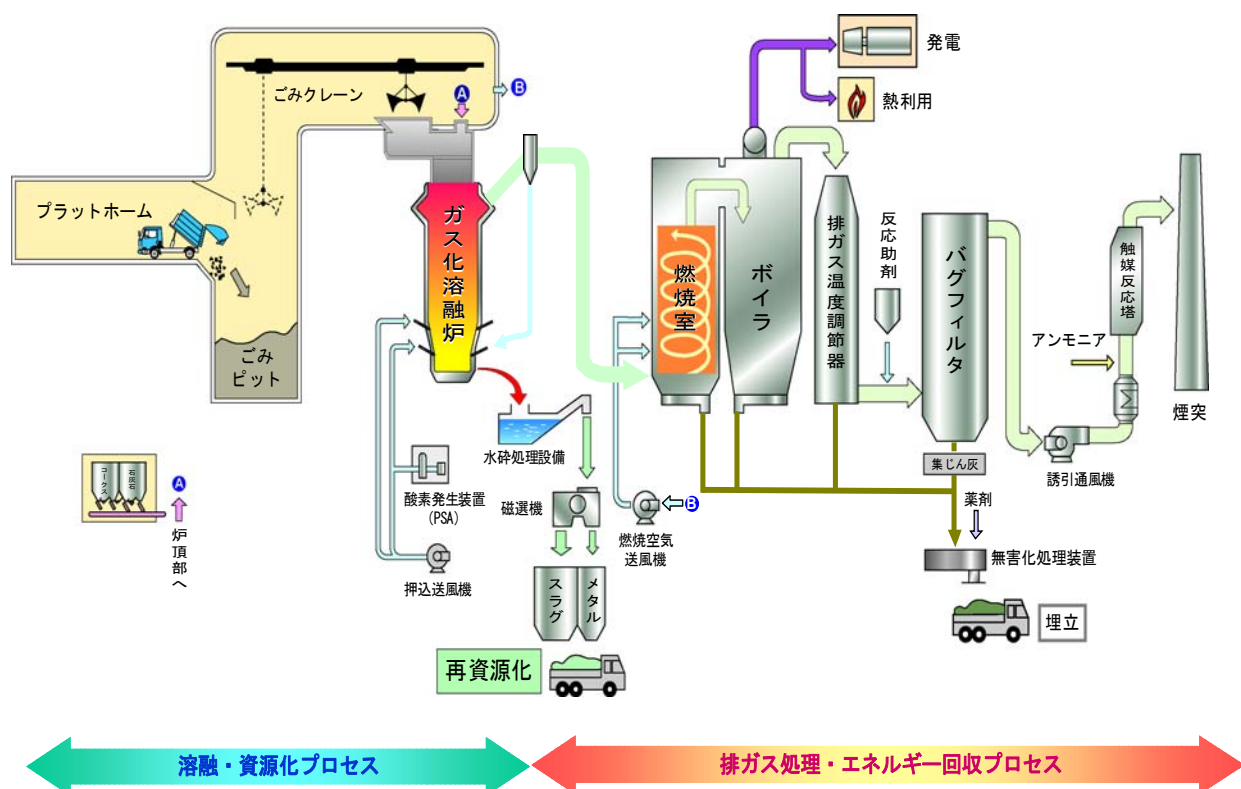 発電
熱利用
ごみクレーン
A
B
プラットホーム
ごみ
ピット
ガス化溶融炉
燃焼室
ボイラ
排ガス温度調節器
反応助剤
バグフィルタ
触媒反応塔
アンモニア
煙突
誘引通風機
集じん灰
薬剤
無害化処理装置
埋立
コークス
石灰石
A
炉頂部へ
水砕処理設備
酸素発生装置
(PSA)
押込送風機
磁選機
B
燃焼空気
送風機
スラグ
メタル
再資源化
溶融・資源化プロセス
排ガス処理・エネルギー回収プロセス